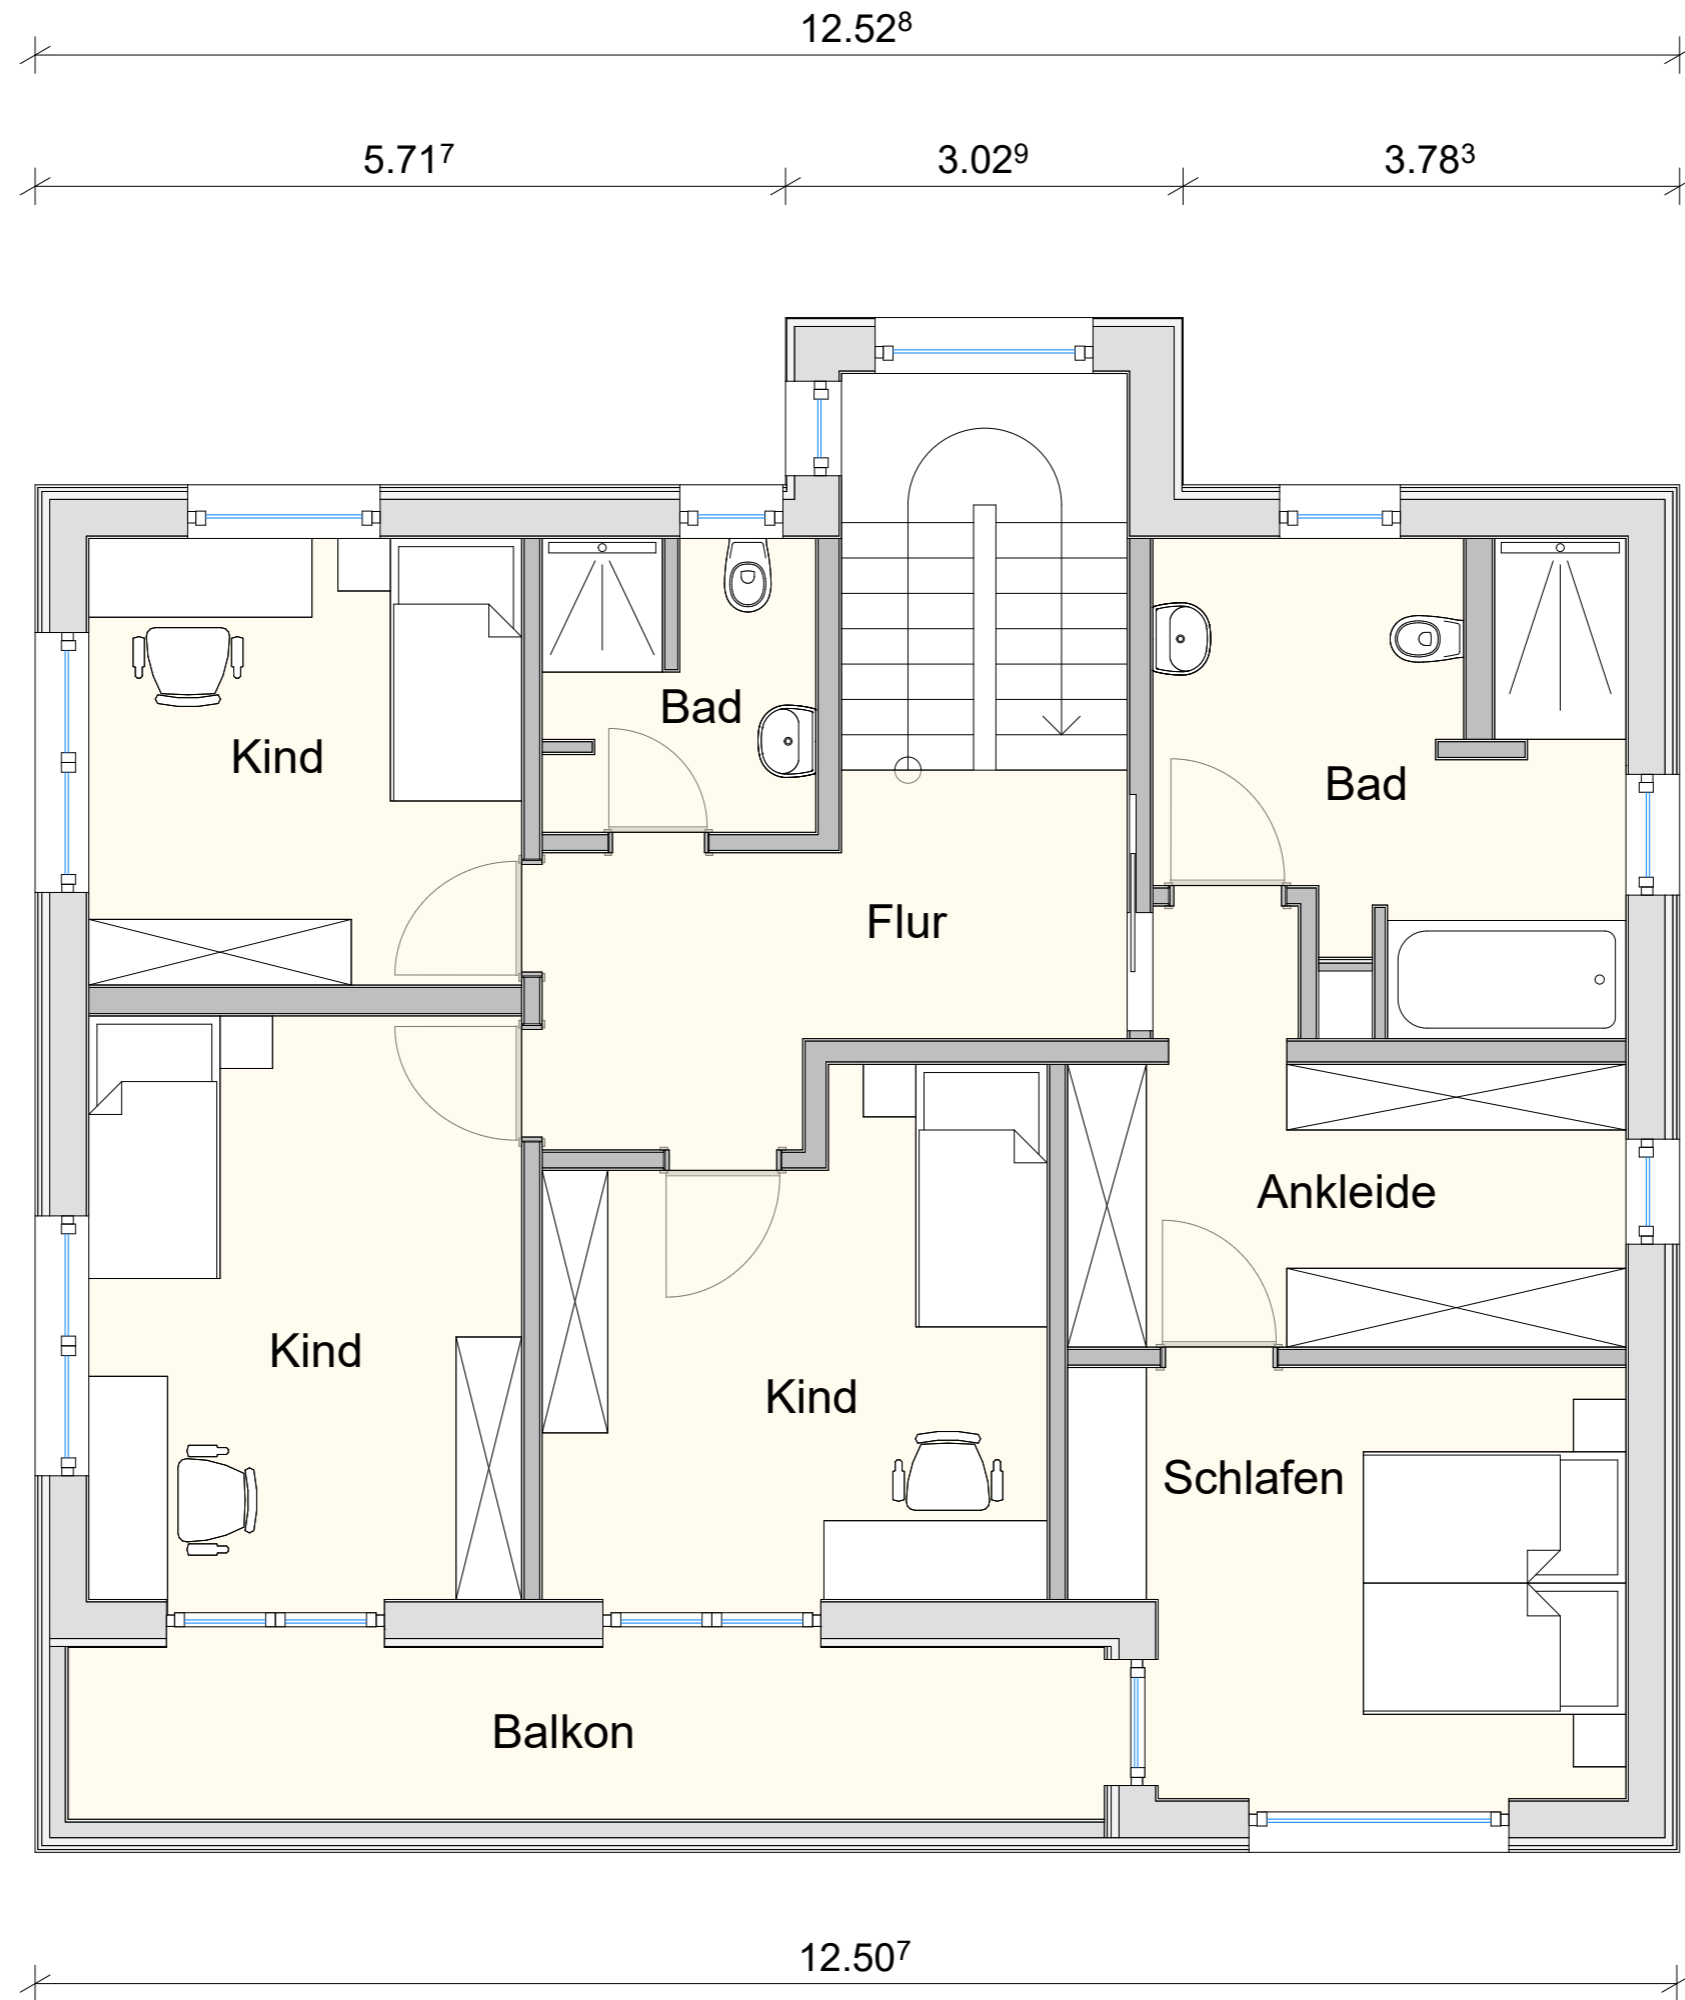 12.52⁸
5.71⁷ 3.02⁹ 3.78³
Bad
Kind
Bad
Flur
Ankleide
Kind
Kind
Schlafen
Balkon
12.50⁷